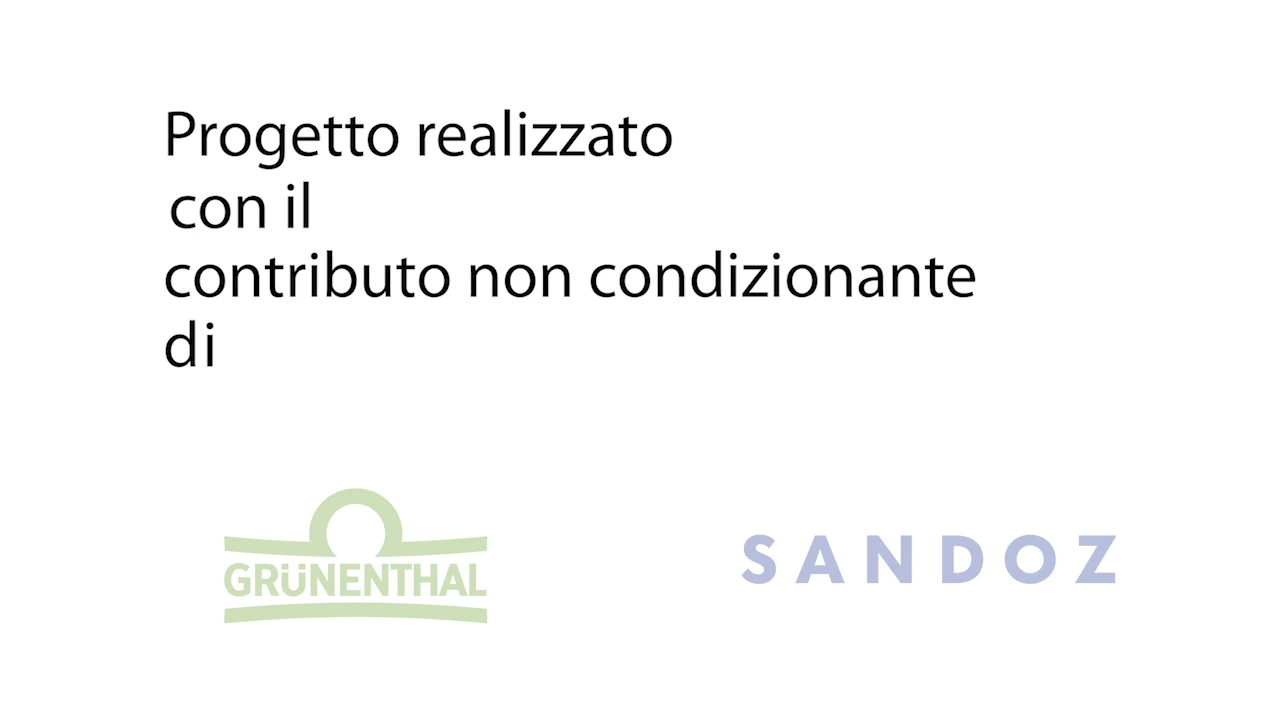 Progetto realizzato
con il
contributo non condizionante
di
GRÜNENTHAL
SANDOZ